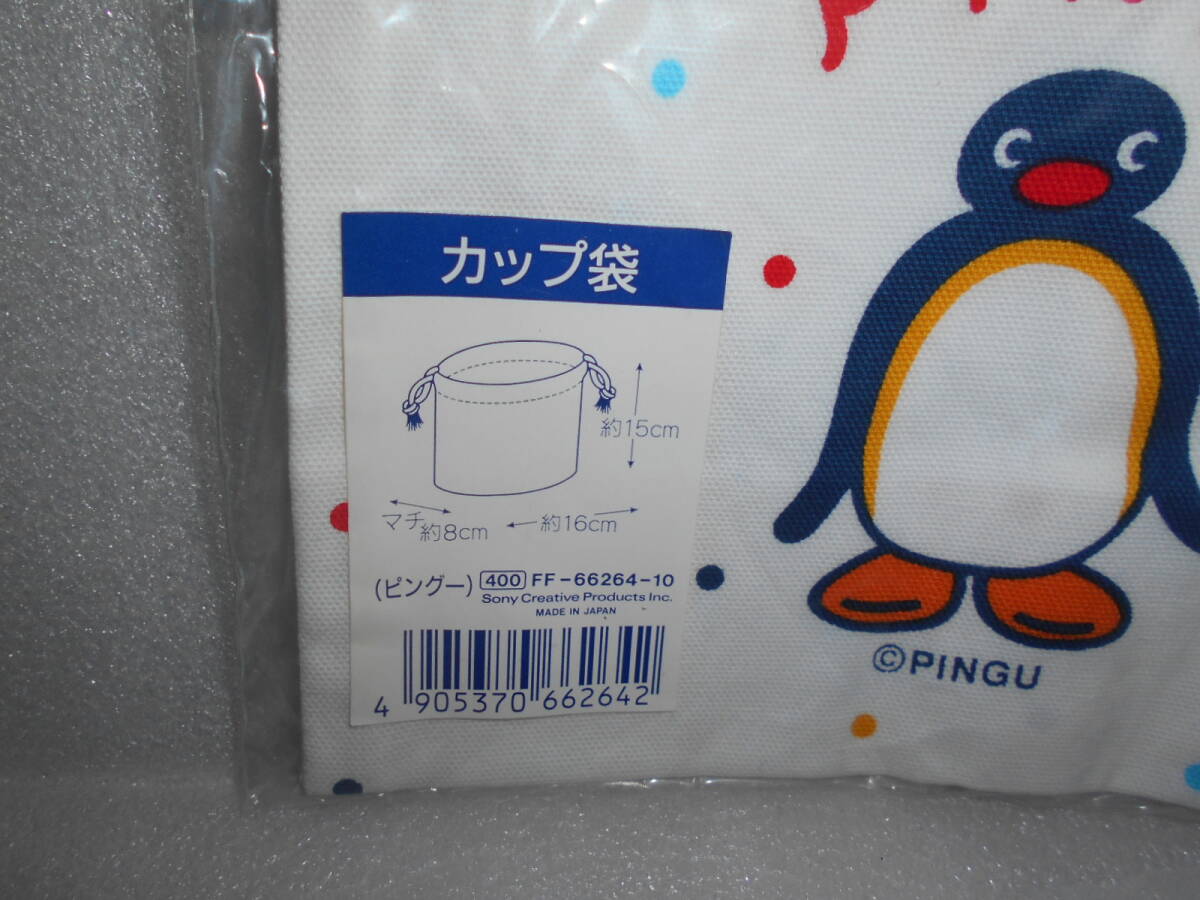 カップ袋
約15cm
マチ
約8cm
約16cm
(ピングー) 400 FF-66264-10
Sony Creative Products Inc.
MADE IN JAPAN
4 905370 662642
©PINGU